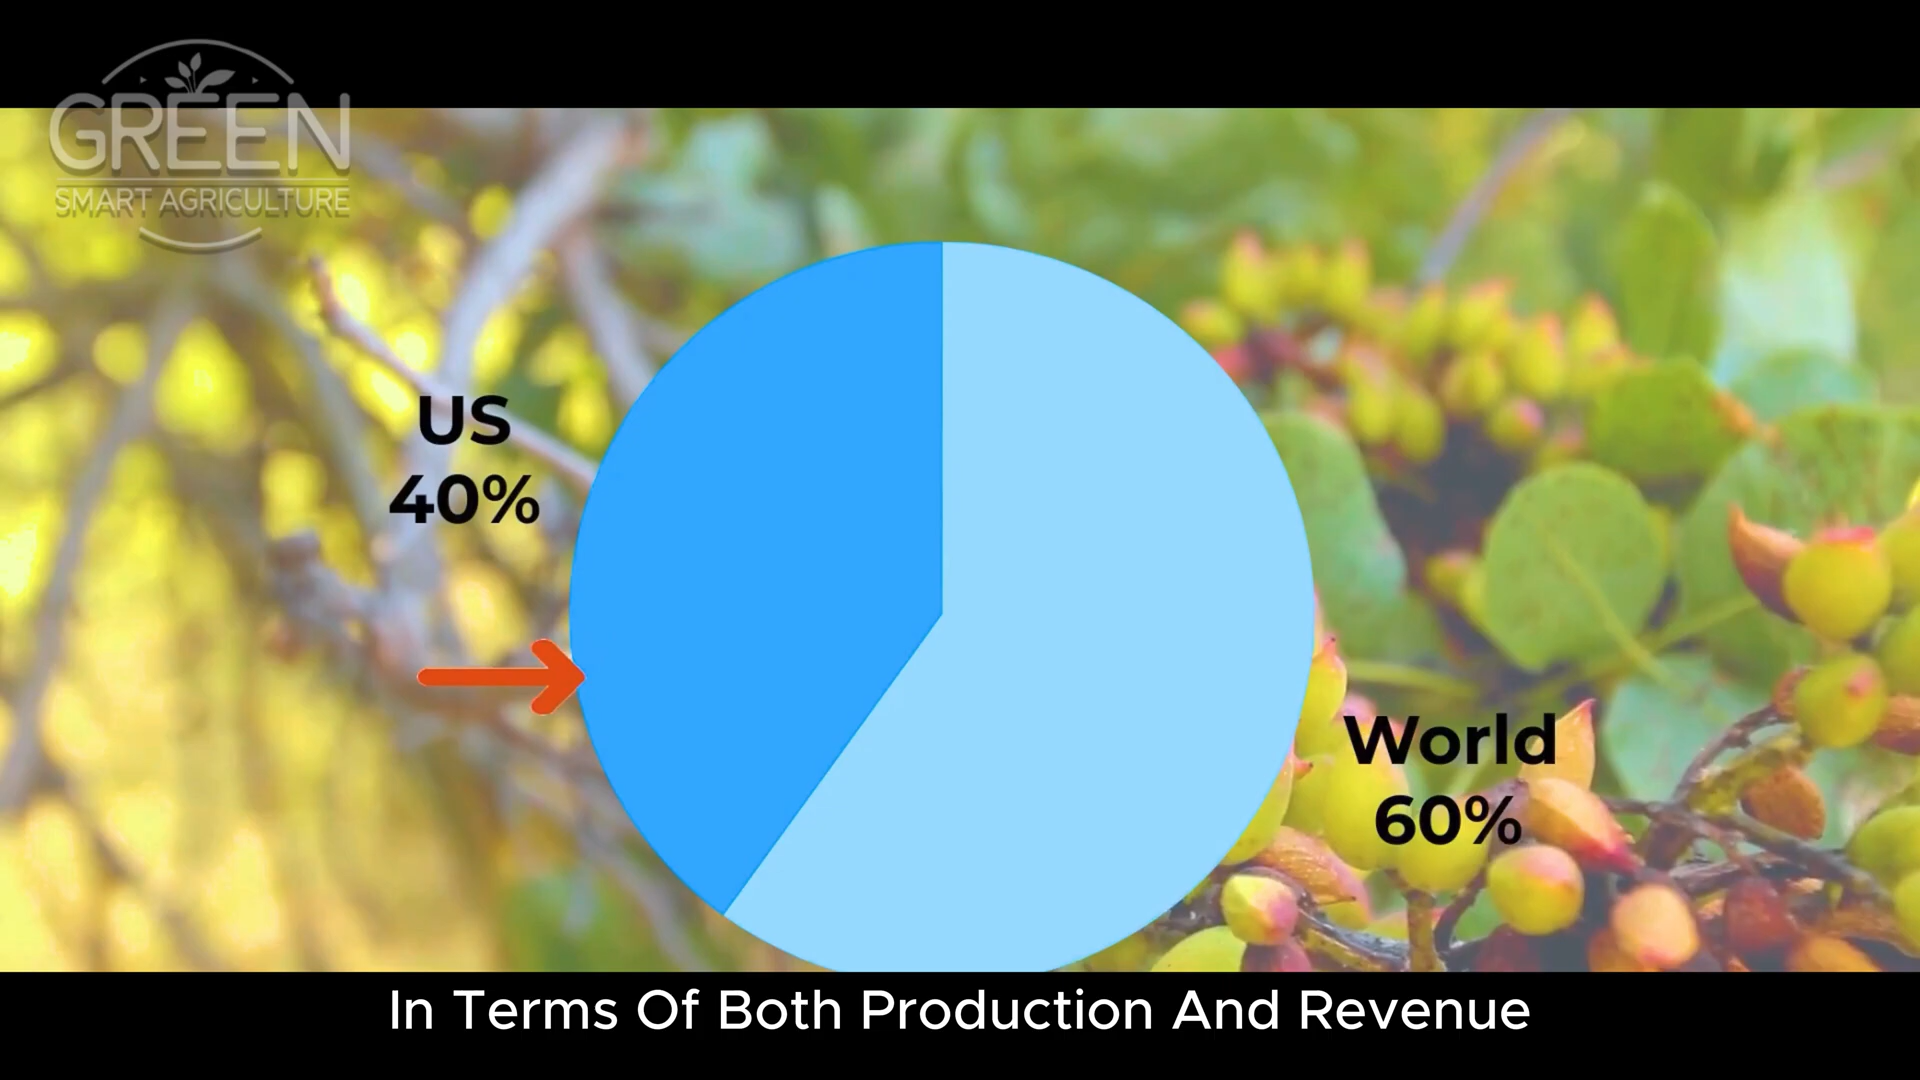 GREEN
SMART AGRICULTURE
US
40%
World
60%
In Terms Of Both Production And Revenue